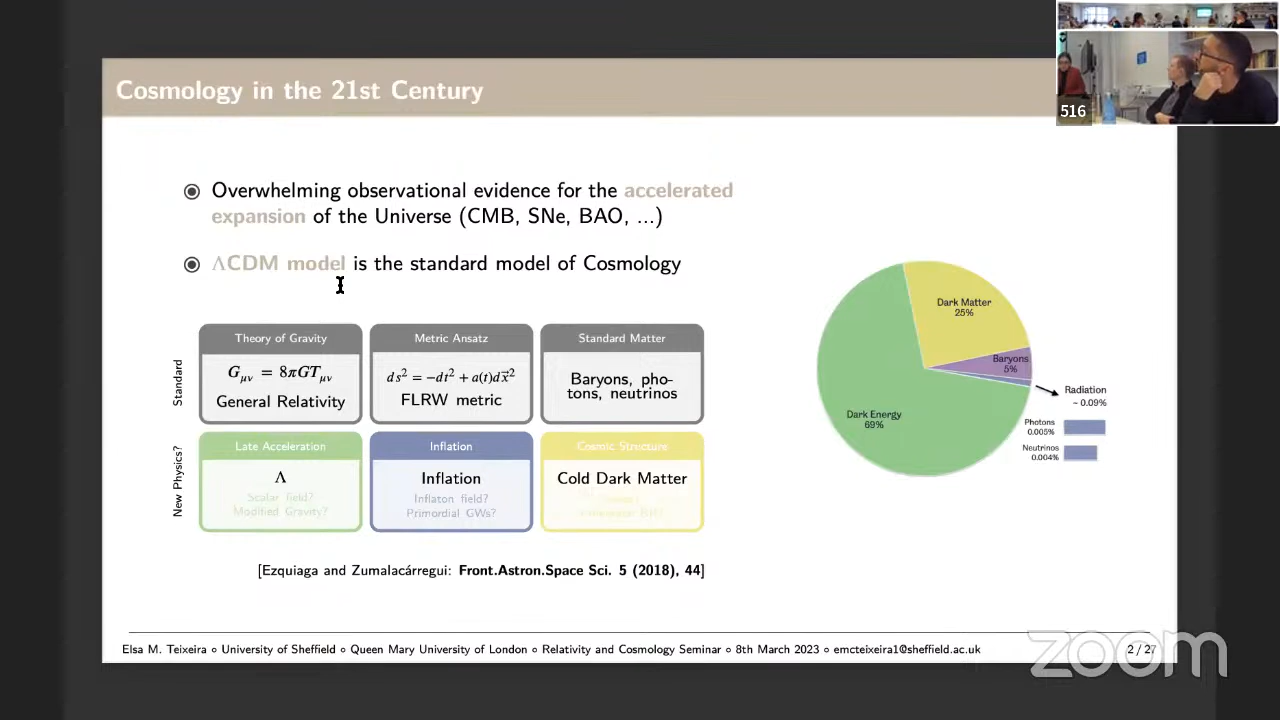 Cosmology in the 21st Century
516
Overwhelming observational evidence for the accelerated
expansion of the Universe (CMB, SNe, BAO, ...)
ΛCDM model is the standard model of Cosmology
Standard
Theory of Gravity
G_μν = 8πGT_μν
General Relativity
Metric Ansatz
ds² = −dt² + a(t)dx⃗²
FLRW metric
Standard Matter
Baryons, pho-
tons, neutrinos
New Physics?
Late Acceleration
Λ
Scalar field?
Modified Gravity?
Inflation
Inflation
Inflaton field?
Primordial GWs?
Cosmic Structure
Cold Dark Matter
[Ezquiaga and Zumalacárregui: Front.Astron.Space Sci. 5 (2018), 44]
Dark Matter
25%
Baryons
5%
Radiation
~ 0.09%
Dark Energy
69%
Photons
0.005%
Neutrinos
0.004%
Elsa M. Teixeira ∘ University of Sheffield ∘ Queen Mary University of London ∘ Relativity and Cosmology Seminar ∘ 8th March 2023 ∘ emcteixeira1@sheffield.ac.uk
2 / 27
zoom